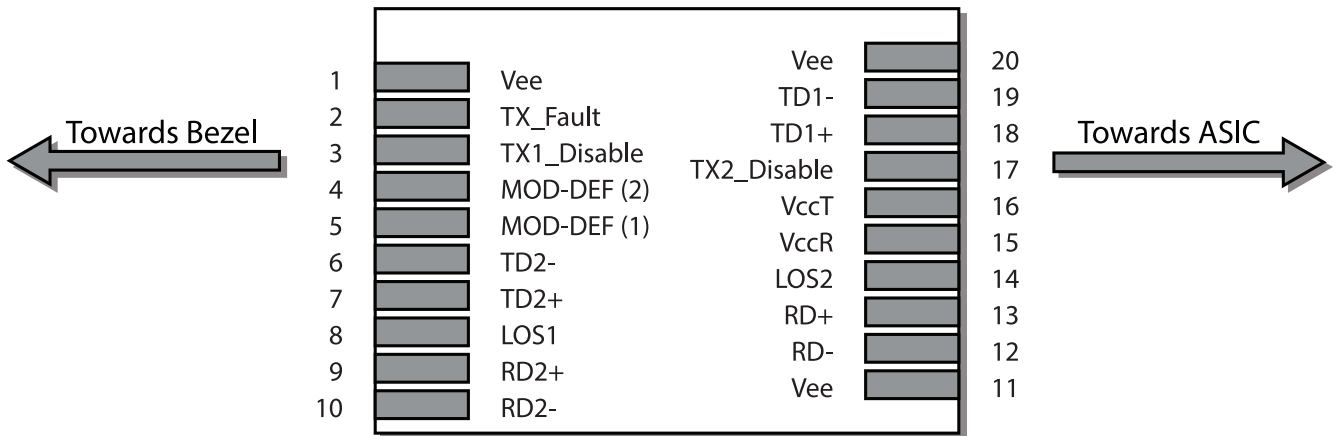 Towards Bezel
1 Vee
2 TX_Fault
3 TX1_Disable
4 MOD-DEF (2)
5 MOD-DEF (1)
6 TD2-
7 TD2+
8 LOS1
9 RD2+
10 RD2-
Vee 20
TD1- 19
TD1+ 18
TX2_Disable 17
VccT 16
VccR 15
LOS2 14
RD+ 13
RD- 12
Vee 11
Towards ASIC